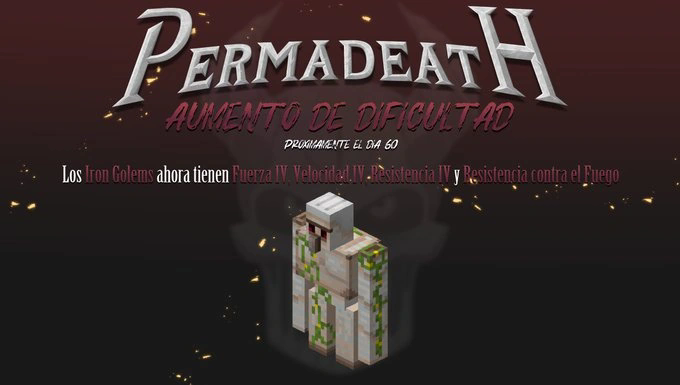 PERMADEATH
AUMENTO DE DIFICULTAD
PROXIMAMENTE EL DIA 60
Los Iron Golems ahora tienen Fuerza IV, Velocidad IV, Resistencia IV y Resistencia contra el Fuego